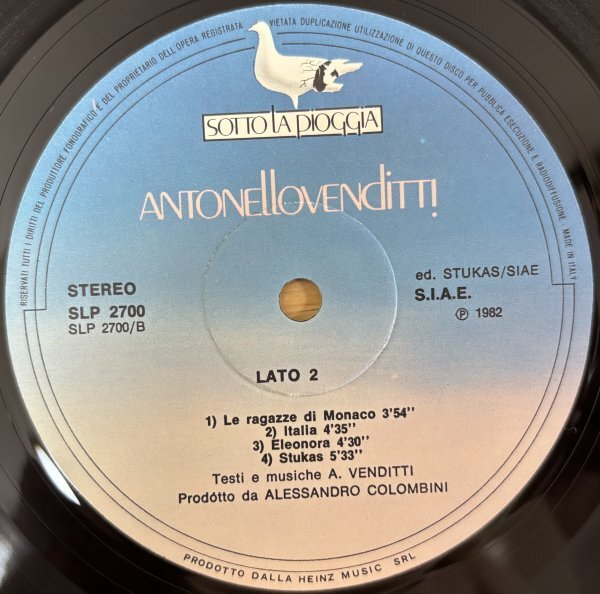 RISERVATI TUTTI I DIRITTI DEL PRODUTTORE FONOGRAFICO E DEL PROPRIETARIO DELL'OPERA REGISTRATA
VIETATA DUPLICAZIONE UTILIZZAZIONE DI QUESTO DISCO PER PUBBLICA ESECUZIONE E RADIODIFFUSIONE. MADE IN ITALY
SOTTO LA PIOGGIA
ANTONELLOVENDITTI
STEREO
SLP 2700
SLP 2700/B
ed. STUKAS/SIAE
S.I.A.E.
Ⓟ 1982
LATO 2
1) Le ragazze di Monaco 3'54''
2) Italia 4'35''
3) Eleonora 4'30''
4) Stukas 5'33''
Testi e musiche A. VENDITTI
Prodótto da ALESSANDRO COLOMBINI
PRODOTTO DALLA HEINZ MUSIC SRL